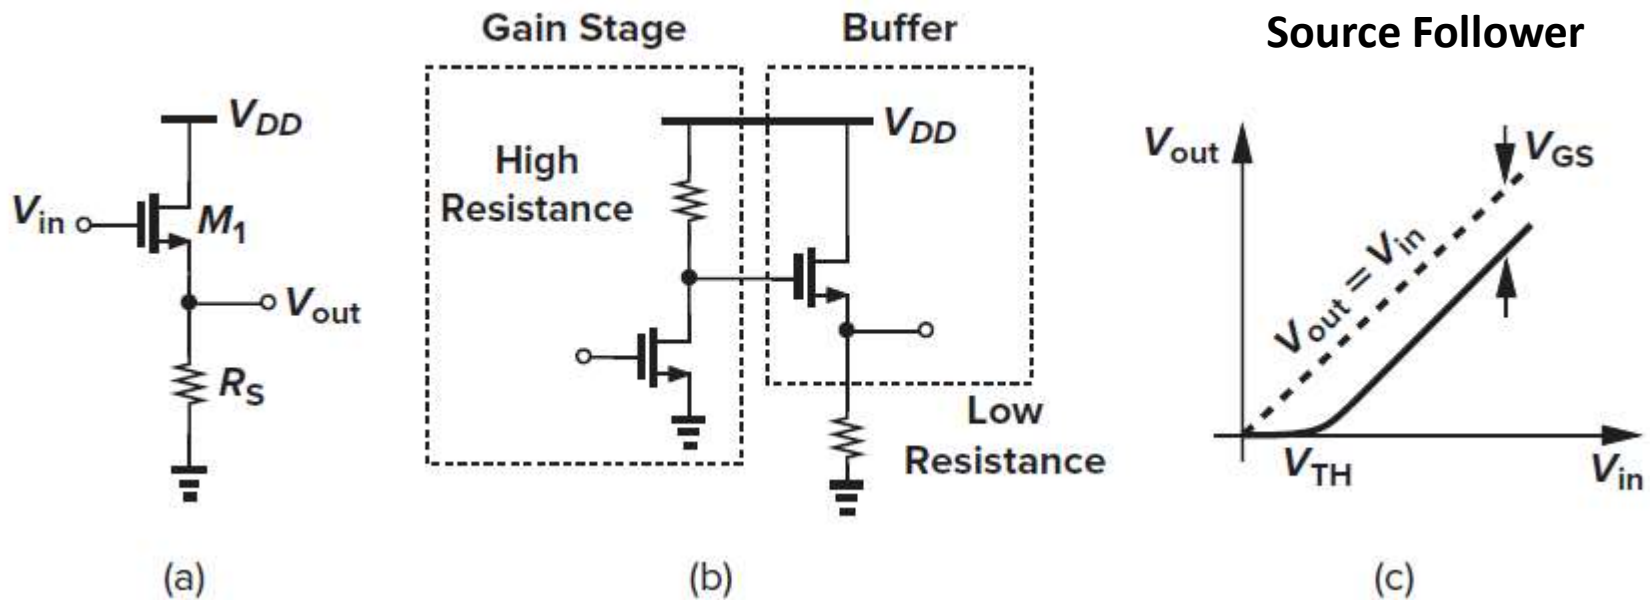 Source Follower
Gain Stage
Buffer
V_DD
V_in
M_1
V_out
R_S
High
Resistance
V_DD
Low
Resistance
V_out
V_GS
V_out = V_in
V_TH
V_in
(a)
(b)
(c)